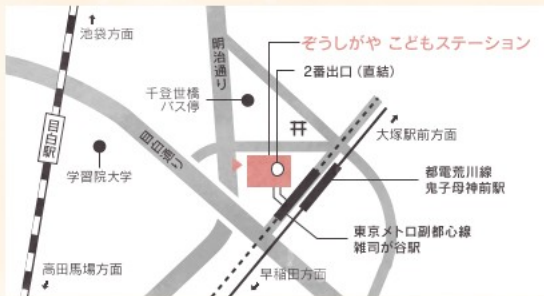 池袋方面
明治通り
ぞうしがや こどもステーション
2番出口(直結)
千登世橋
バス停
目白駅
目白通り
大塚駅前方面
学習院大学
都電荒川線
鬼子母神前駅
東京メトロ副都心線
雑司が谷駅
高田馬場方面
早稲田方面